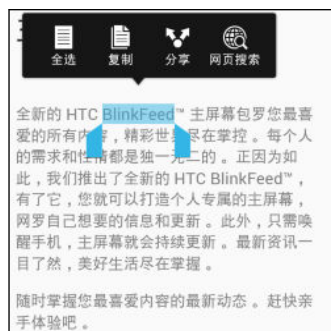 全选 复制 分享 网页搜索
全新的 HTC BlinkFeed™ 主屏幕包罗您最喜
爱的所有内容，精彩世界尽在掌控。每个人
的需求和性情都是独一无二的。正因为如
此，我们推出了全新的 HTC BlinkFeed™，
有了它，您就可以打造个人专属的主屏幕，
网罗自己想要的信息和更新。此外，只需唤
醒手机，主屏幕就会持续更新。最新资讯一
目了然，美好生活尽在掌握。
随时掌握您最喜爱内容的最新动态。赶快亲
手体验吧。